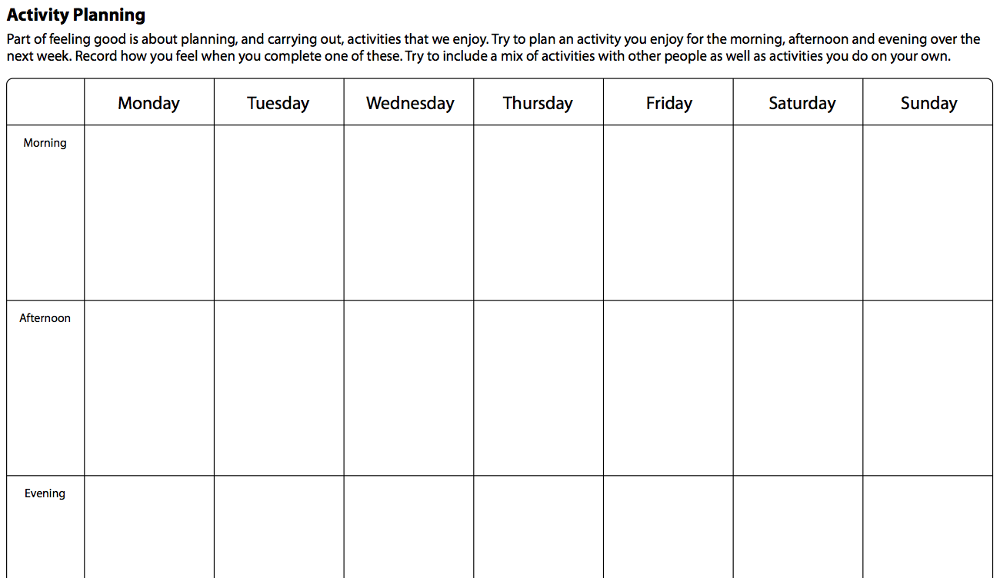 Activity Planning
Part of feeling good is about planning, and carrying out, activities that we enjoy. Try to plan an activity you enjoy for the morning, afternoon and evening over the
next week. Record how you feel when you complete one of these. Try to include a mix of activities with other people as well as activities you do on your own.
Monday Tuesday Wednesday Thursday Friday Saturday Sunday
Morning
Afternoon
Evening